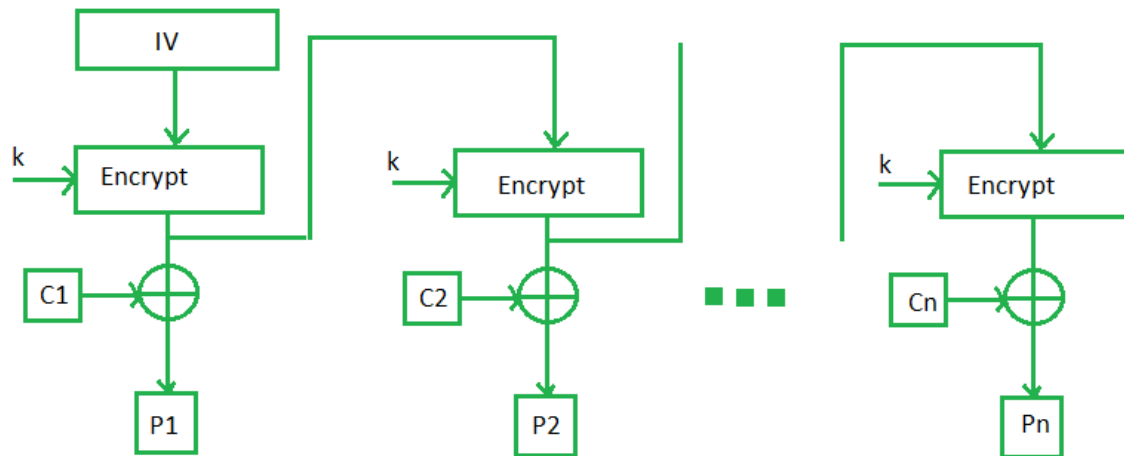 IV
k
Encrypt
k
Encrypt
k
Encrypt
C1
C2
Cn
P1
P2
Pn